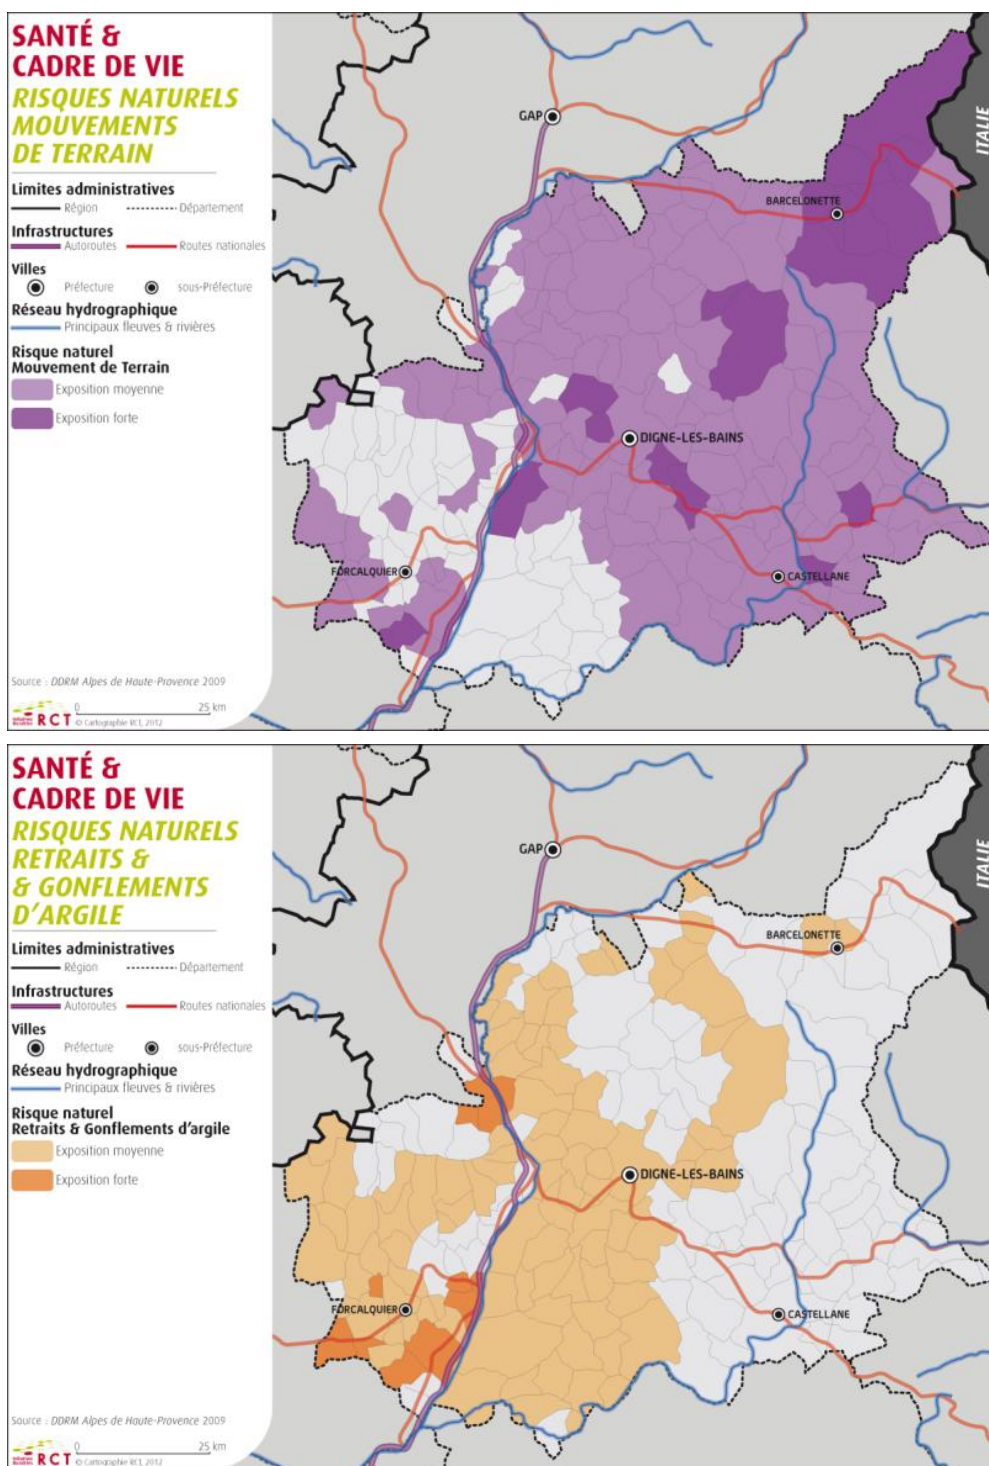 SANTÉ &
CADRE DE VIE
RISQUES NATURELS
MOUVEMENTS
DE TERRAIN
Limites administratives
Région Département
Infrastructures
Autoroutes Routes nationales
Villes
Préfecture sous-Préfecture
Réseau hydrographique
Principaux fleuves & rivières
Risque naturel
Mouvement de Terrain
Exposition moyenne
Exposition forte
Source : DDRM Alpes de Haute-Provence 2009
0 25 km
RCT © Cartographie RCT, 2012
GAP
ITALIE
BARCELONETTE
DIGNE-LES-BAINS
FORCALQUIER
CASTELLANE
SANTÉ &
CADRE DE VIE
RISQUES NATURELS
RETRAITS &
& GONFLEMENTS
D'ARGILE
Limites administratives
Région Département
Infrastructures
Autoroutes Routes nationales
Villes
Préfecture sous-Préfecture
Réseau hydrographique
Principaux fleuves & rivières
Risque naturel
Retraits & Gonflements d'argile
Exposition moyenne
Exposition forte
Source : DDRM Alpes de Haute-Provence 2009
0 25 km
RCT © Cartographie RCT, 2012
GAP
ITALIE
BARCELONETTE
DIGNE-LES-BAINS
FORCALQUIER
CASTELLANE